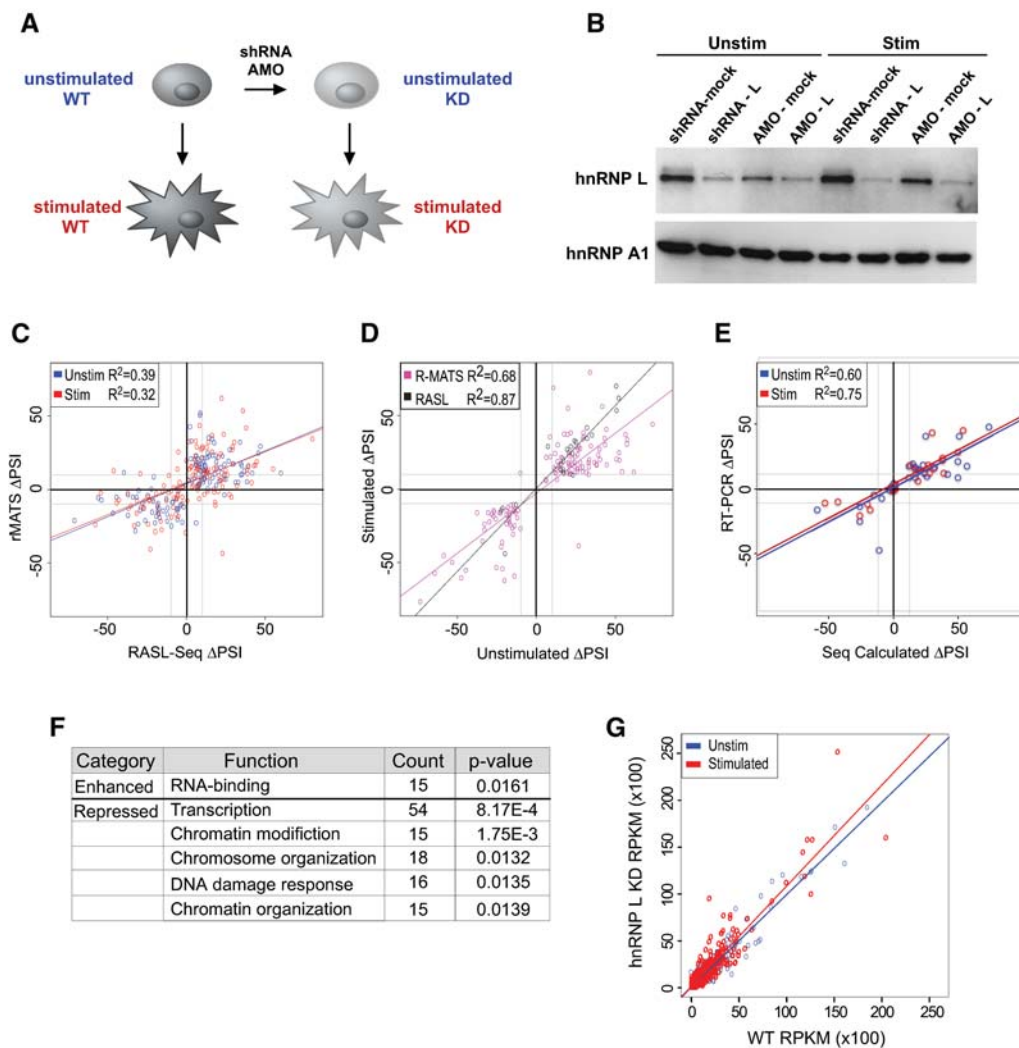 A
unstimulated
WT
shRNA
AMO
unstimulated
KD
stimulated
WT
stimulated
KD
B
Unstim
Stim
shRNA-mock
shRNA - L
AMO - mock
AMO - L
shRNA-mock
shRNA - L
AMO - mock
AMO - L
hnRNP L
hnRNP A1
C
Unstim R2=0.39
Stim R2=0.32
rMATS ΔPSI
50
0
-50
-50
0
50
RASL-Seq ΔPSI
D
R-MATS R2=0.68
RASL R2=0.87
Stimulated ΔPSI
50
0
-50
-50
0
50
Unstimulated ΔPSI
E
Unstim R2=0.60
Stim R2=0.75
RT-PCR ΔPSI
50
0
-50
-50
0
50
Seq Calculated ΔPSI
F
Category Function Count p-value
Enhanced RNA-binding 15 0.0161
Repressed Transcription 54 8.17E-4
Chromatin modifiction 15 1.75E-3
Chromosome organization 18 0.0132
DNA damage response 16 0.0135
Chromatin organization 15 0.0139
G
Unstim
Stimulated
hnRNP L KD RPKM (x100)
250
200
150
100
50
0
0
50
100
150
200
250
WT RPKM (x100)